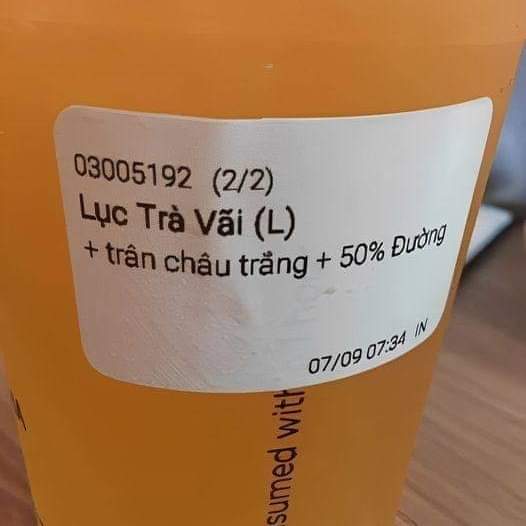 03005192 (2/2)
Lục Trà Vãi (L)
+ trân châu trắng + 50% Đường
07/09 07:34 IN
sumed with